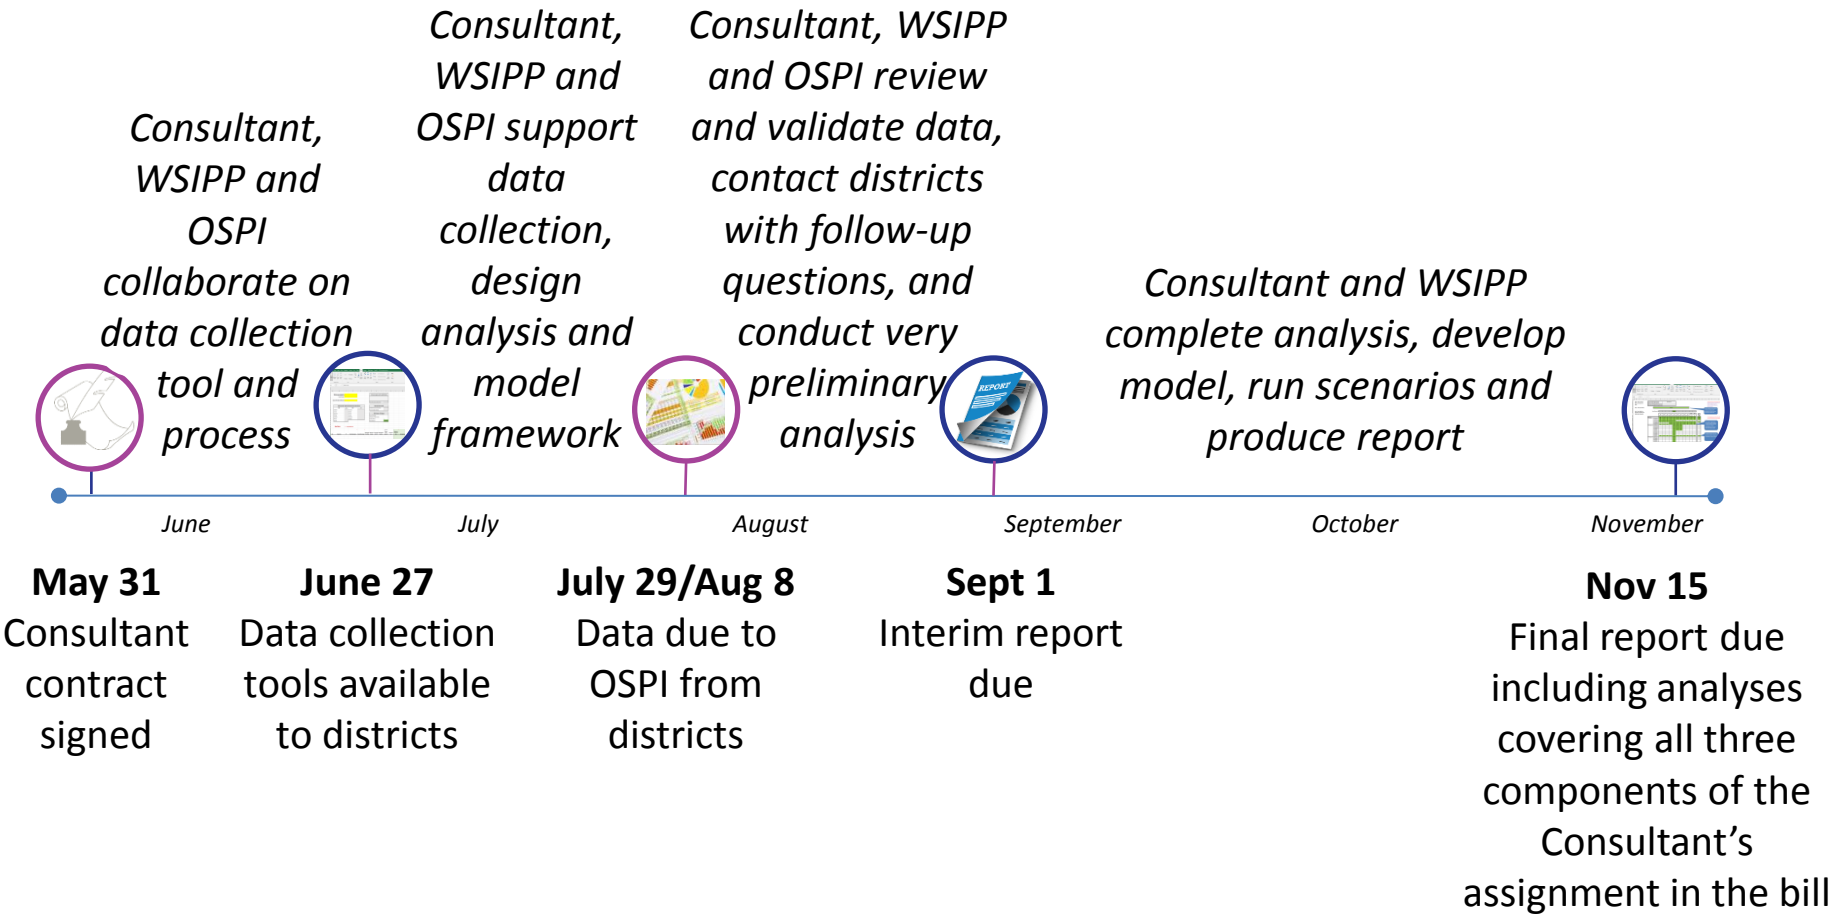 Consultant,
WSIPP and
OSPI
collaborate on
data collection
tool and
process
Consultant,
WSIPP and
OSPI support
data
collection,
design
analysis and
model
framework
Consultant, WSIPP
and OSPI review
and validate data,
contact districts
with follow-up
questions, and
conduct very
preliminary
analysis
REPORT
Consultant and WSIPP
complete analysis, develop
model, run scenarios and
produce report
June
July
August
September
October
November
May 31
Consultant
contract
signed
June 27
Data collection
tools available
to districts
July 29/Aug 8
Data due to
OSPI from
districts
Sept 1
Interim report
due
Nov 15
Final report due
including analyses
covering all three
components of the
Consultant’s
assignment in the bill